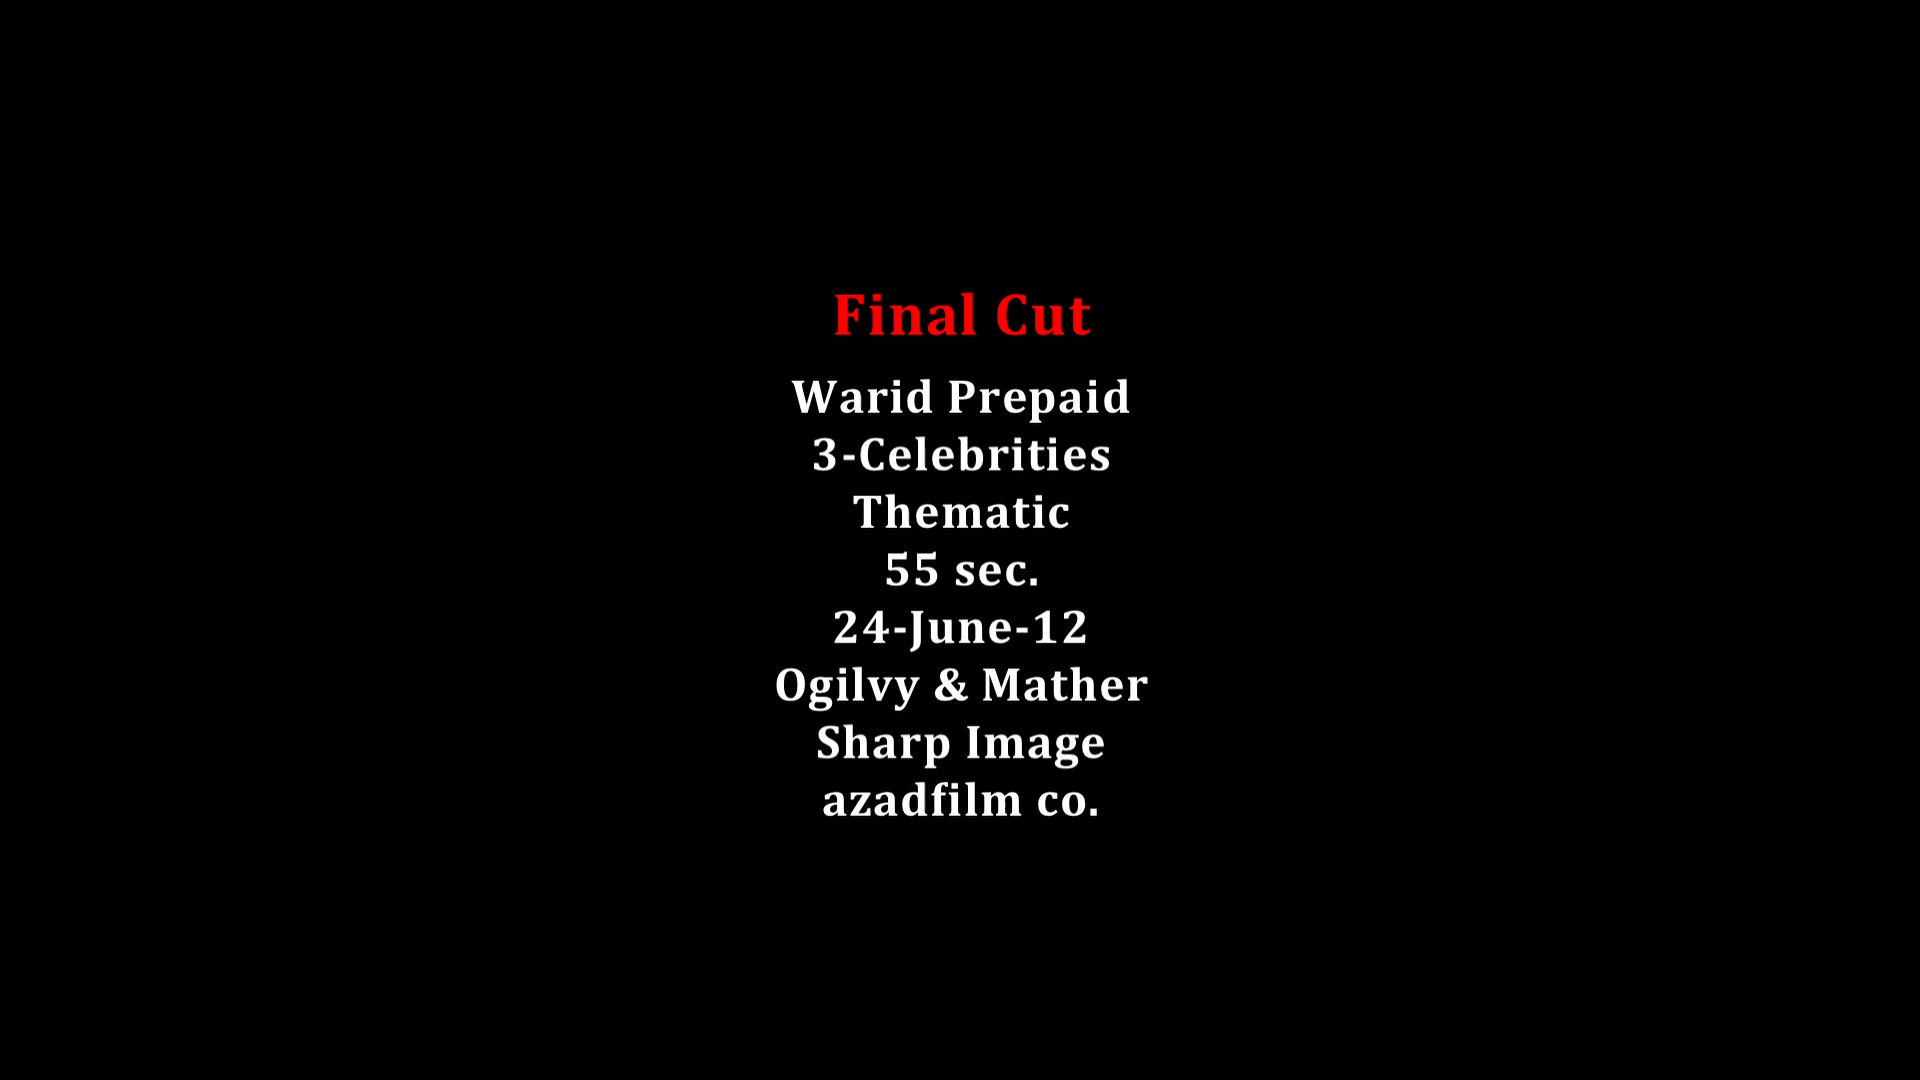 Final Cut
Warid Prepaid
3-Celebrities
Thematic
55 sec.
24-June-12
Ogilvy & Mather
Sharp Image
azadfilm co.